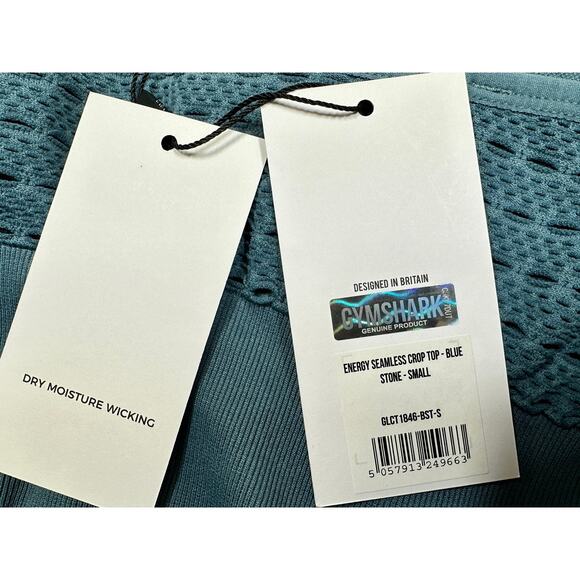 DRY MOISTURE WICKING
DESIGNED IN BRITAIN
GYMSHARK
GENUINE PRODUCT
ENERGY SEAMLESS CROP TOP - BLUE
STONE - SMALL
GLCT1846-BST-S
5 057913 249663